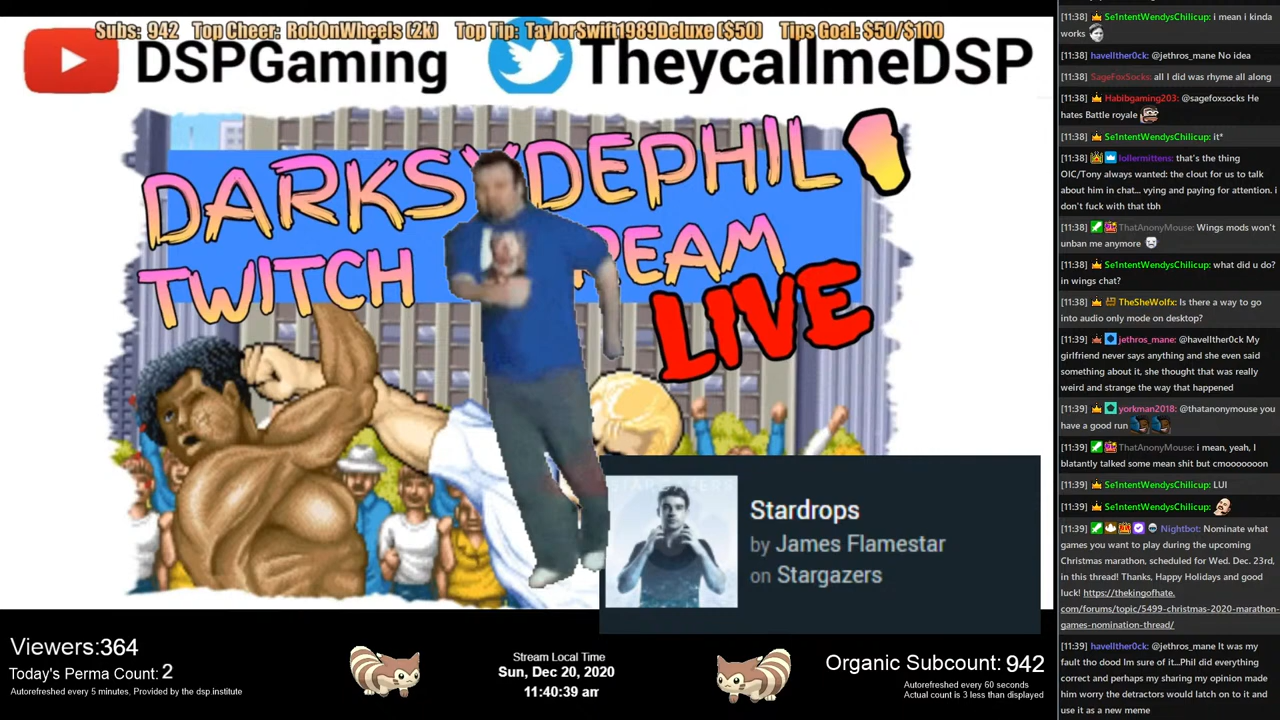 Subs: 942 Top Cheer: RobOnWheels (2k) Top Tip: TaylorSwift1989Deluxe ($50) Tips Goal: $50/$100
DSPGaming
TheycallmeDSP
DARKSYDEPHIL'
TWITCH REAM
LIVE
STARGAZERS
Stardrops
by James Flamestar
on Stargazers
Viewers:364
Today's Perma Count: 2
Autorefreshed every 5 minutes, Provided by the dsp.institute
Stream Local Time
Sun, Dec 20, 2020
11:40:39 am
Organic Subcount: 942
Autorefreshed every 60 seconds
Actual count is 3 less than displayed
[11:38] Se1ntentWendysChilicup: i mean i kinda
works
[11:38] havellther0ck: @jethros_mane No idea
[11:38] SageFoxSocks: all I did was rhyme all along
[11:38] Habibgaming203: @sagefoxsocks He
hates Battle royale
[11:38] Se1ntentWendysChilicup: it*
[11:38] lollermittens: that's the thing
OIC/Tony always wanted: the clout for us to talk
about him in chat... vying and paying for attention. i
don't fuck with that tbh
[11:38] ThatAnonyMouse: Wings mods won't
unban me anymore
[11:38] Se1ntentWendysChilicup: what did u do?
in wings chat?
[11:38] TheSheWolfx: Is there a way to go
into audio only mode on desktop?
[11:38] jethros_mane: @havellther0ck My
girlfriend never says anything and she even said
something about it, she thought that was really
weird and strange the way that happened
[11:39] yorkman2018: @thatanonymouse you
have a good run
[11:39] ThatAnonyMouse: i mean, yeah, I
blatantly talked some mean shit but cmooooooon
[11:39] Se1ntentWendysChilicup: LUI
[11:39] Se1ntentWendysChilicup:
[11:39] Nightbot: Nominate what
games you want to play during the upcoming
Christmas marathon, scheduled for Wed. Dec. 23rd,
in this thread! Thanks, Happy Holidays and good
luck! https://thekingofhate.
com/forums/topic/5499-christmas-2020-marathon-
games-nomination-thread/
[11:39] havellther0ck: @jethros_mane It was my
fault tho dood Im sure of it...Phil did everything
correct and perhaps my sharing my opinion made
him worry the detractors would latch on to it and
use it as a new meme